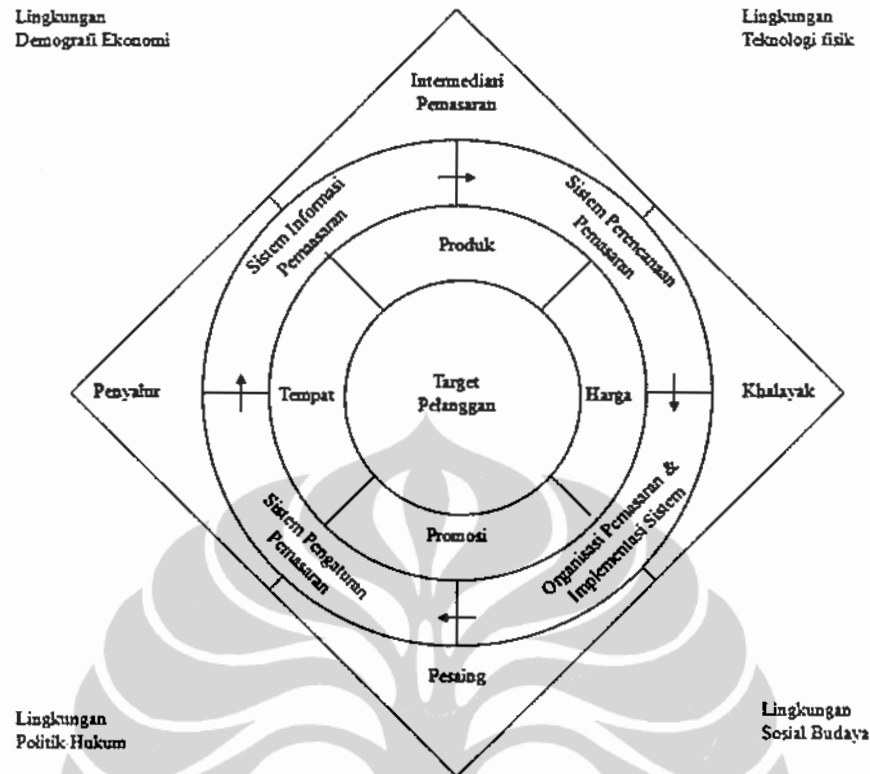 Lingkungan
Demografi Ekonomi
Lingkungan
Teknologi fisik
Intermediasi
Pemasaran
Sistem Informasi
Pemaasaran
Sistem Perencanaan
Pemasaran
Produk
Penyalur
Tempat
Target
Pelanggan
Harga
Khalayak
Sistem Pengaturan
Pemasaran
Promosi
Organisasi Pemasaran &
Implementasi Sistem
Pesaing
Lingkungan
Politik Hukum
Lingkungan
Sosial Budaya